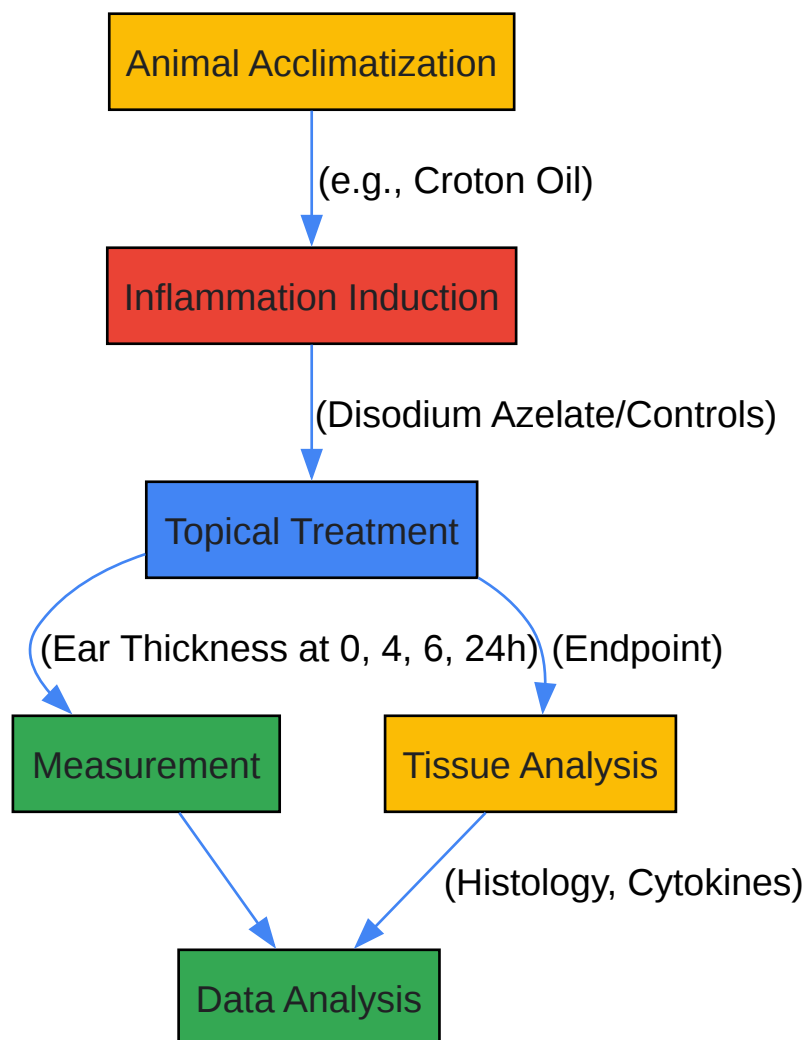 Animal Acclimatization
(e.g., Croton Oil)
Inflammation Induction
(Disodium Azelate/Controls)
Topical Treatment
(Ear Thickness at 0, 4, 6, 24h)
(Endpoint)
Measurement
Tissue Analysis
(Histology, Cytokines)
Data Analysis